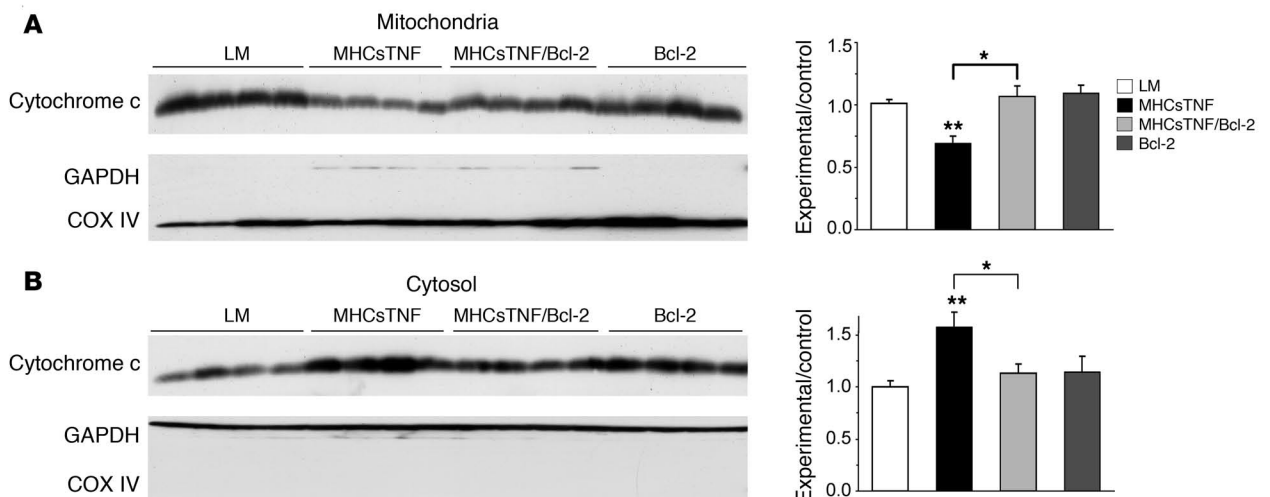 A
Mitochondria
LM MHCsTNF MHCsTNF/Bcl-2 Bcl-2
Cytochrome c
GAPDH
COX IV
Experimental/control
1.5
1.0
0.5
0.0
*
**
LM
MHCsTNF
MHCsTNF/Bcl-2
Bcl-2
B
Cytosol
LM MHCsTNF MHCsTNF/Bcl-2 Bcl-2
Cytochrome c
GAPDH
COX IV
Experimental/control
1.5
1.0
0.5
0.0
*
**